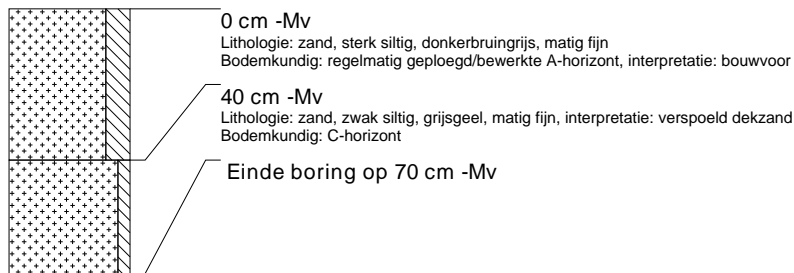 0 cm -Mv
Lithologie: zand, sterk siltig, donkerbruingrijs, matig fijn
Bodemkundig: regelmatig geploegd/bewerkte A-horizont, interpretatie: bouwvoor
40 cm -Mv
Lithologie: zand, zwak siltig, grijsgeel, matig fijn, interpretatie: verspoeld dekzand
Bodemkundig: C-horizont
Einde boring op 70 cm -Mv